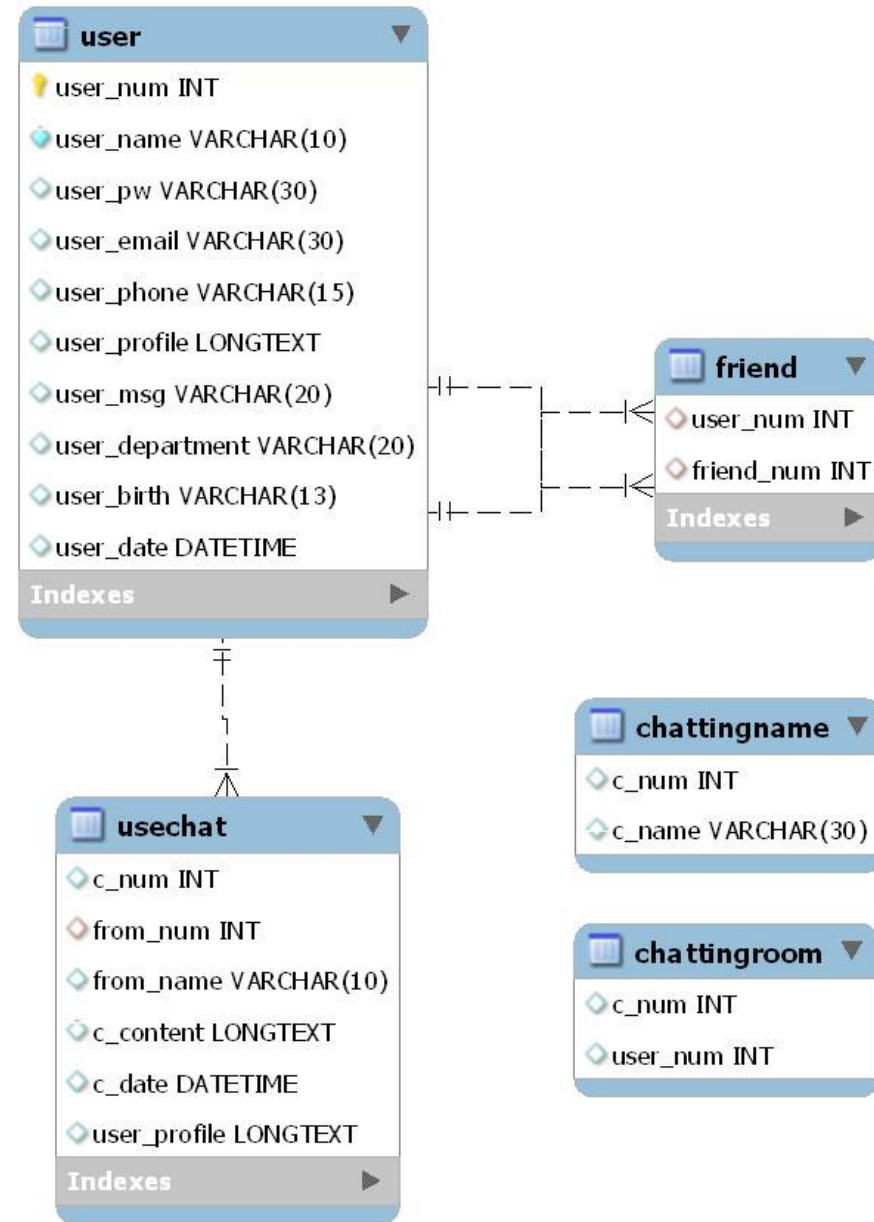 user
user_num INT
user_name VARCHAR(10)
user_pw VARCHAR(30)
user_email VARCHAR(30)
user_phone VARCHAR(15)
user_profile LONGTEXT
user_msg VARCHAR(20)
user_department VARCHAR(20)
user_birth VARCHAR(13)
user_date DATETIME
Indexes
friend
user_num INT
friend_num INT
Indexes
chattingname
c_num INT
c_name VARCHAR(30)
usechat
c_num INT
from_num INT
from_name VARCHAR(10)
c_content LONGTEXT
c_date DATETIME
user_profile LONGTEXT
Indexes
chattingroom
c_num INT
user_num INT